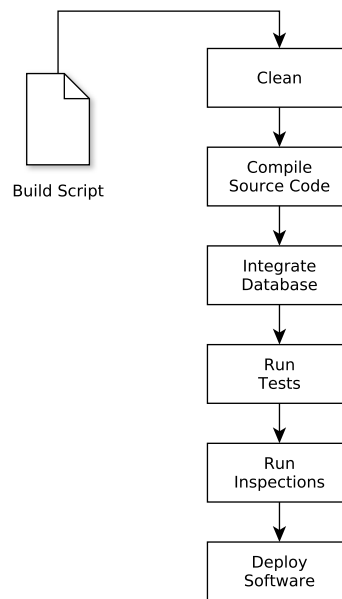 Clean
Build Script
Compile
Source Code
Integrate
Database
Run
Tests
Run
Inspections
Deploy
Software